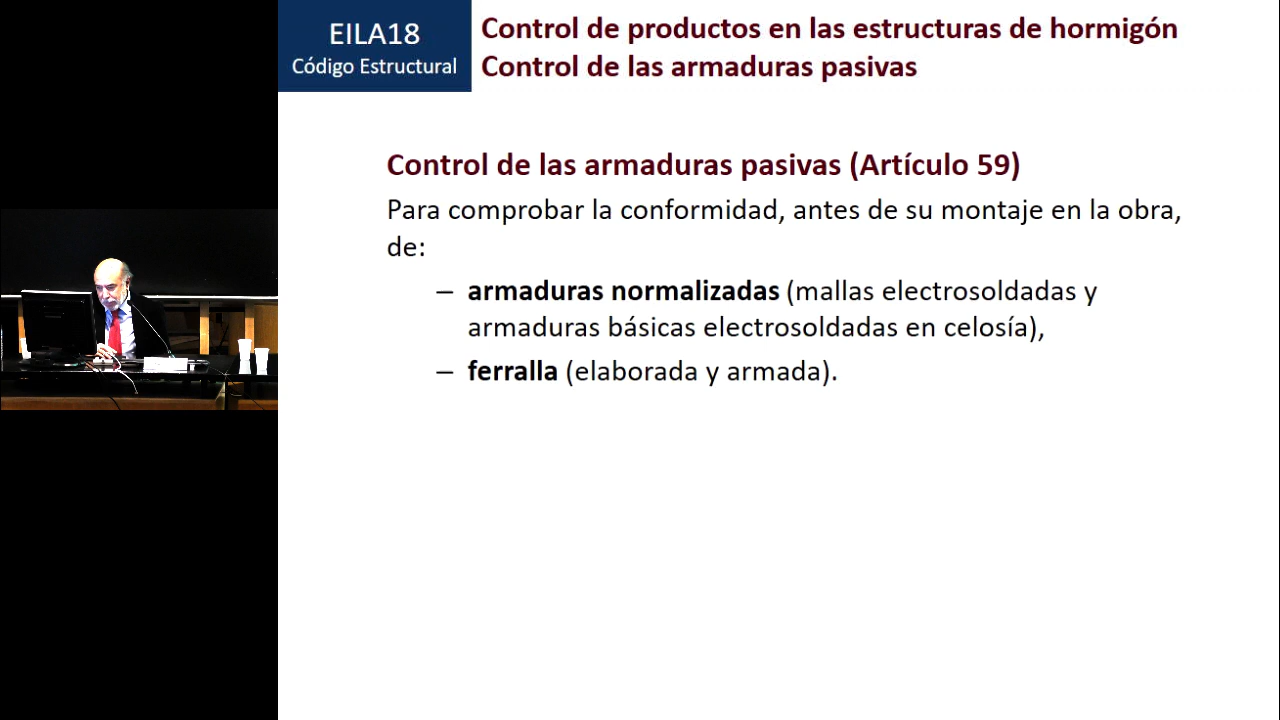 EILA18
Código Estructural
Control de productos en las estructuras de hormigón
Control de las armaduras pasivas
Control de las armaduras pasivas (Artículo 59)
Para comprobar la conformidad, antes de su montaje en la obra,
de:
– armaduras normalizadas (mallas electrosoldadas y
armaduras básicas electrosoldadas en celosía),
– ferralla (elaborada y armada).